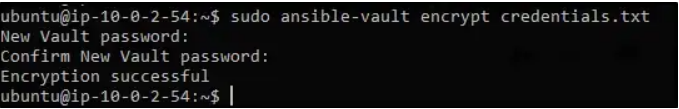 ubuntu@ip-10-0-2-54:~$ sudo ansible-vault encrypt credentials.txt
New Vault password:
Confirm New Vault password:
Encryption successful
ubuntu@ip-10-0-2-54:~$